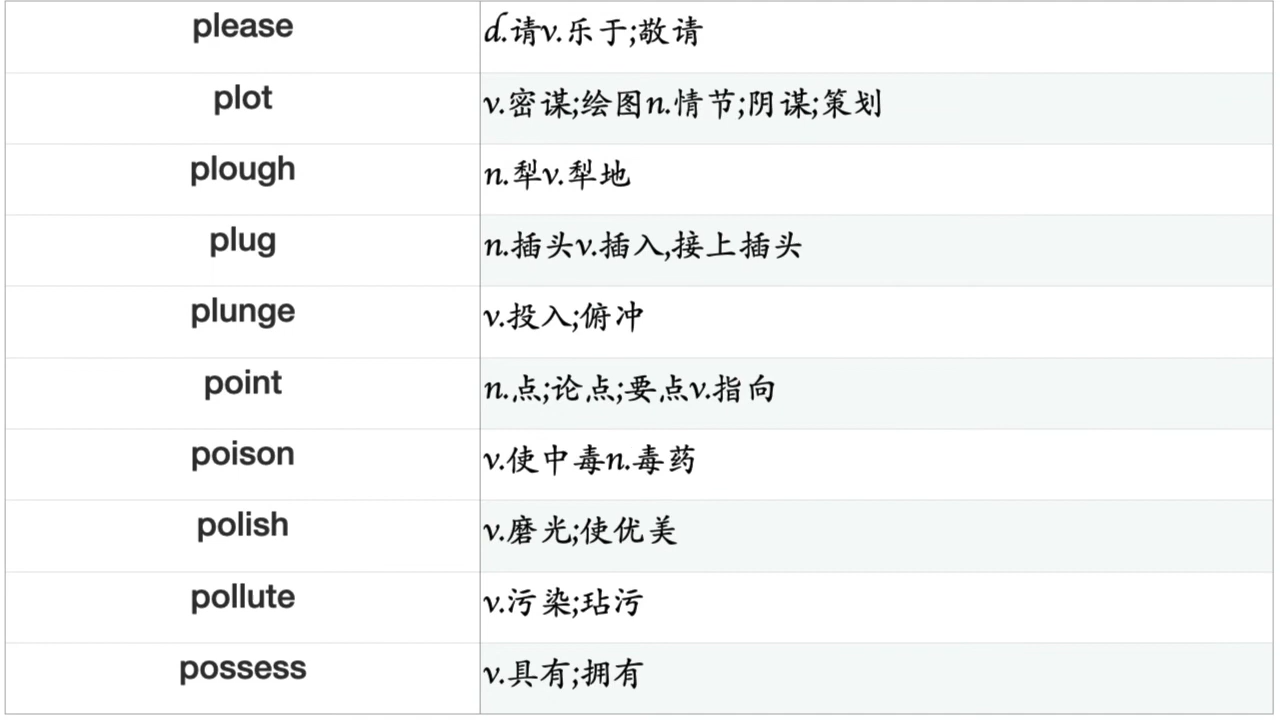 please d.请v.乐于;敬请
plot v.密谋;绘图n.情节;阴谋;策划
plough n.犁v.犁地
plug n.插头v.插入,接上插头
plunge v.投入;俯冲
point n.点;论点;要点v.指向
poison v.使中毒n.毒药
polish v.磨光;使优美
pollute v.污染;玷污
possess v.具有;拥有